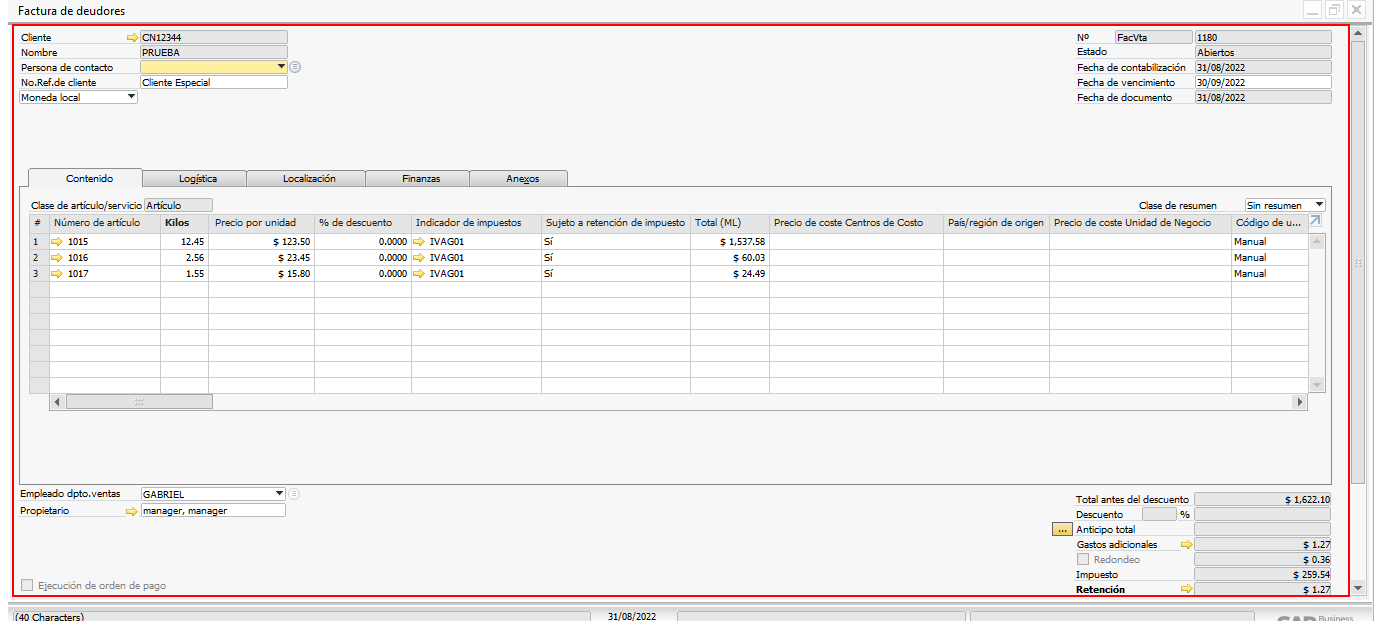 Factura de deudores
Cliente CN12344
Nombre PRUEBA
Persona de contacto
No.Ref.de cliente Cliente Especial
Moneda local
Nº FacVta 1180
Estado Abiertos
Fecha de contabilización 31/08/2022
Fecha de vencimiento 30/09/2022
Fecha de documento 31/08/2022
Contenido Logística Localización Finanzas Anexos
Clase de artículo/servicio Artículo Clase de resumen Sin resumen
# Número de artículo Kilos Precio por unidad % de descuento Indicador de impuestos Sujeto a retención de impuesto Total (ML) Precio de coste Centros de Costo País/región de origen Precio de coste Unidad de Negocio Código de u...
1 1015 12.45 $ 123.50 0.0000 IVAG01 Sí $ 1,537.58 Manual
2 1016 2.56 $ 23.45 0.0000 IVAG01 Sí $ 60.03 Manual
3 1017 1.55 $ 15.80 0.0000 IVAG01 Sí $ 24.49 Manual
Empleado dpto.ventas GABRIEL
Propietario manager, manager
Ejecución de orden de pago
Total antes del descuento $ 1,622.10
Descuento %
... Anticipo total
Gastos adicionales $ 1.27
Redondeo $ 0.36
Impuesto $ 259.54
Retención $ 1.27
(40 Characters) 31/08/2022 SAP Business